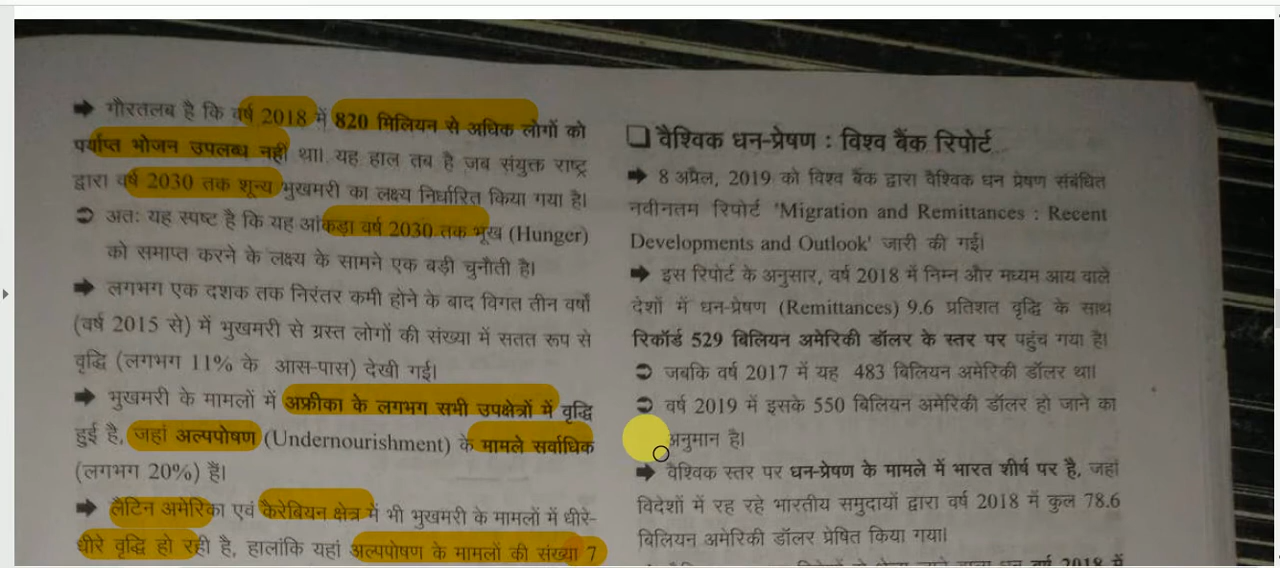 ➡ गौरतलब है कि वर्ष 2018 में 820 मिलियन से अधिक लोगों को
पर्याप्त भोजन उपलब्ध नहीं था। यह हाल तब है जब संयुक्त राष्ट्र
द्वारा वर्ष 2030 तक शून्य भुखमरी का लक्ष्य निर्धारित किया गया है।
⊃ अतः यह स्पष्ट है कि यह आंकड़ा वर्ष 2030 तक भूख (Hunger)
को समाप्त करने के लक्ष्य के सामने एक बड़ी चुनौती है।
➡ लगभग एक दशक तक निरंतर कमी होने के बाद विगत तीन वर्षों
(वर्ष 2015 से) में भुखमरी से ग्रस्त लोगों की संख्या में सतत रूप से
वृद्धि (लगभग 11% के आस-पास) देखी गई।
➡ भुखमरी के मामलों में अफ्रीका के लगभग सभी उपक्षेत्रों में वृद्धि
हुई है, जहां अल्पपोषण (Undernourishment) के मामले सर्वाधिक
(लगभग 20%) हैं।
➡ लैटिन अमेरिका एवं कैरेबियन क्षेत्र में भी भुखमरी के मामलों में धीरे-
धीरे वृद्धि हो रही है, हालांकि यहां अल्पपोषण के मामलों की संख्या 7
❑ वैश्विक धन-प्रेषण : विश्व बैंक रिपोर्ट
➡ 8 अप्रैल, 2019 को विश्व बैंक द्वारा वैश्विक धन प्रेषण संबंधित
नवीनतम रिपोर्ट 'Migration and Remittances : Recent
Developments and Outlook' जारी की गई।
➡ इस रिपोर्ट के अनुसार, वर्ष 2018 में निम्न और मध्यम आय वाले
देशों में धन-प्रेषण (Remittances) 9.6 प्रतिशत वृद्धि के साथ
रिकॉर्ड 529 बिलियन अमेरिकी डॉलर के स्तर पर पहुंच गया है।
⊃ जबकि वर्ष 2017 में यह 483 बिलियन अमेरिकी डॉलर था।
⊃ वर्ष 2019 में इसके 550 बिलियन अमेरिकी डॉलर हो जाने का
अनुमान है।
➡ वैश्विक स्तर पर धन-प्रेषण के मामले में भारत शीर्ष पर है, जहां
विदेशों में रह रहे भारतीय समुदायों द्वारा वर्ष 2018 में कुल 78.6
बिलियन अमेरिकी डॉलर प्रेषित किया गया।
वर्ष 2018 में